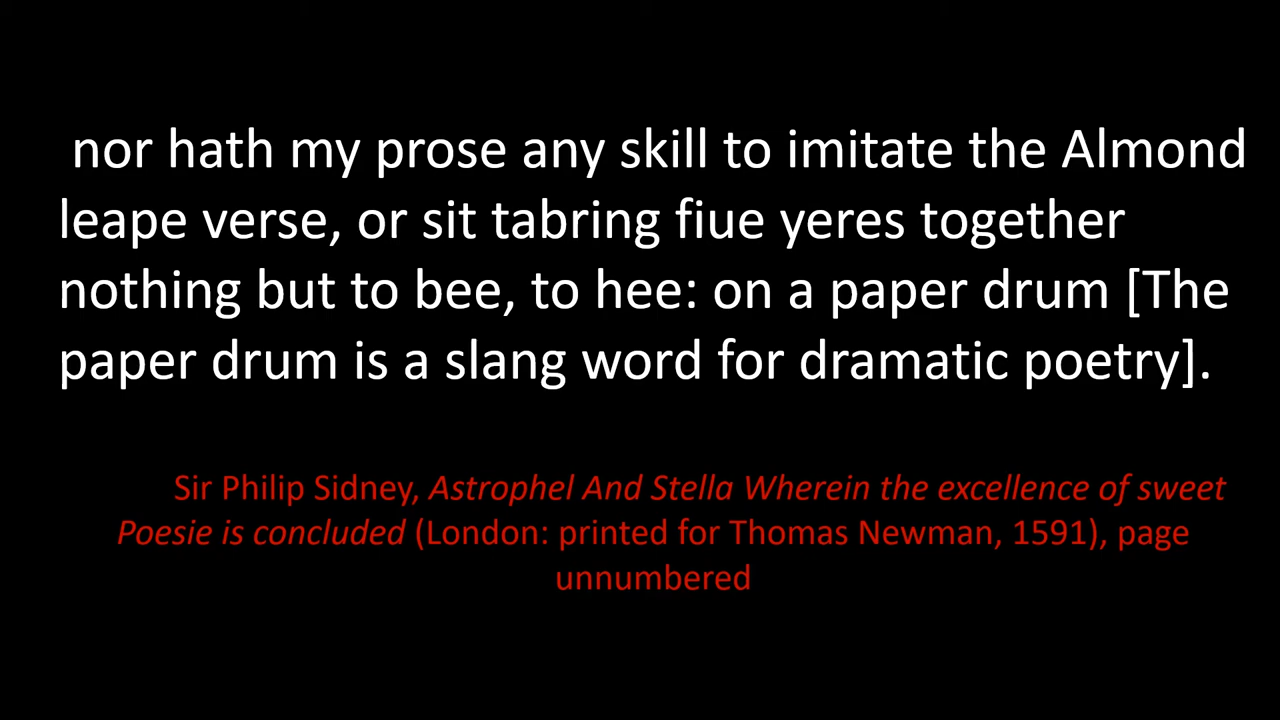 nor hath my prose any skill to imitate the Almond
leape verse, or sit tabring fiue yeres together
nothing but to bee, to hee: on a paper drum [The
paper drum is a slang word for dramatic poetry].
Sir Philip Sidney, Astrophel And Stella Wherein the excellence of sweet
Poesie is concluded (London: printed for Thomas Newman, 1591), page
unnumbered